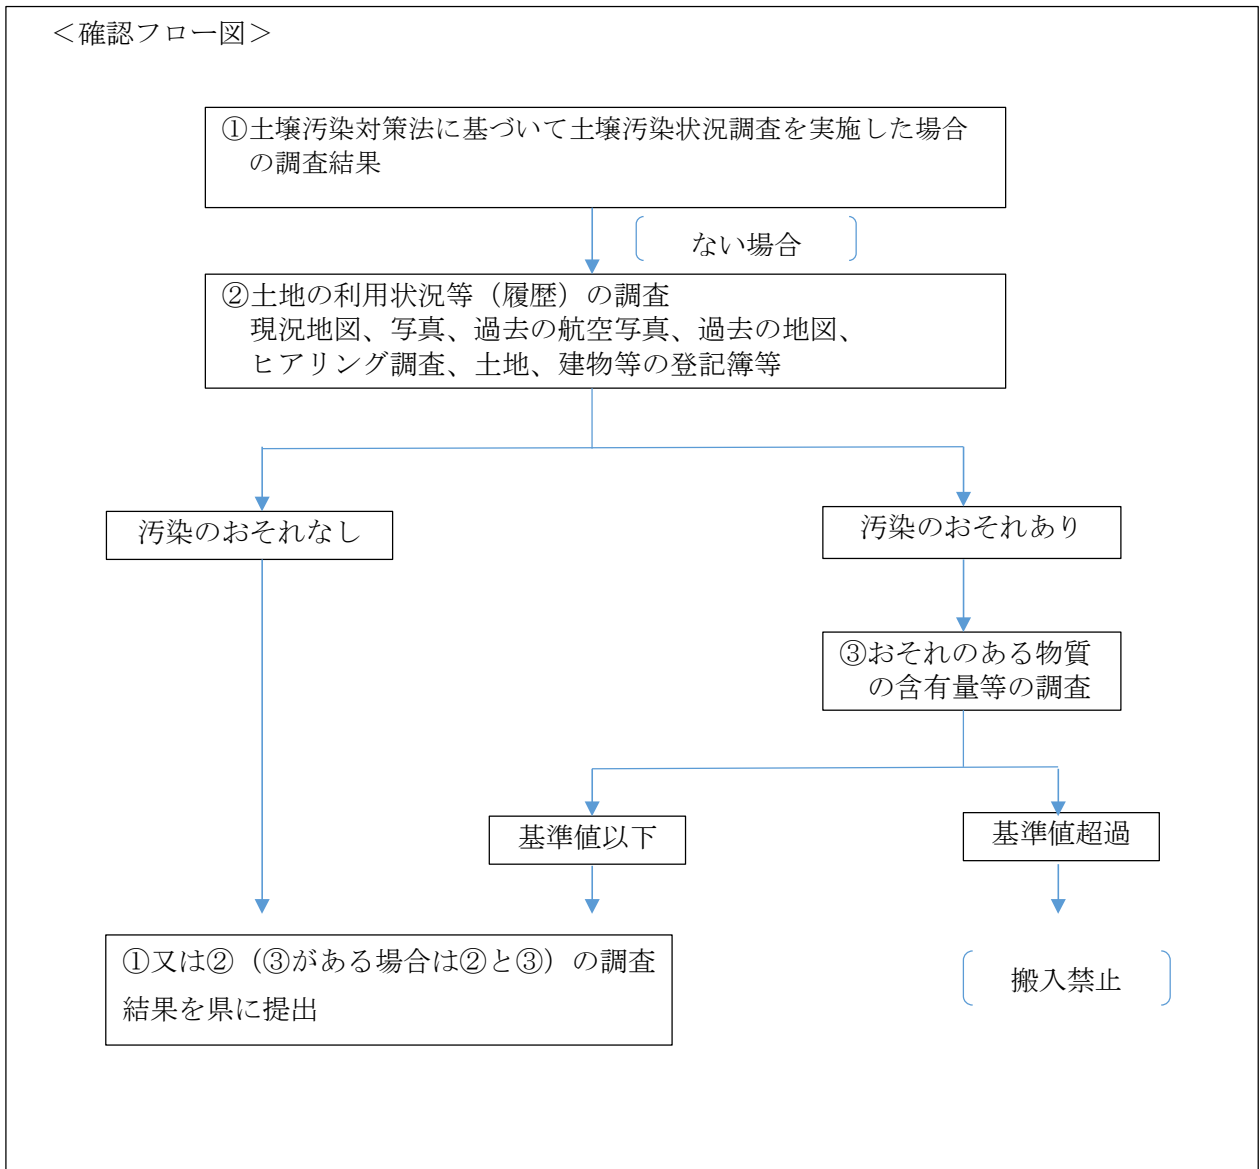 ＜確認フロー図＞
①土壌汚染対策法に基づいて土壌汚染状況調査を実施した場合
の調査結果
ない場合
②土地の利用状況等（履歴）の調査
現況地図、写真、過去の航空写真、過去の地図、
ヒアリング調査、土地、建物等の登記簿等
汚染のおそれなし
汚染のおそれあり
③おそれのある物質
の含有量等の調査
基準値以下
基準値超過
①又は②（③がある場合は②と③）の調査
結果を県に提出
搬入禁止